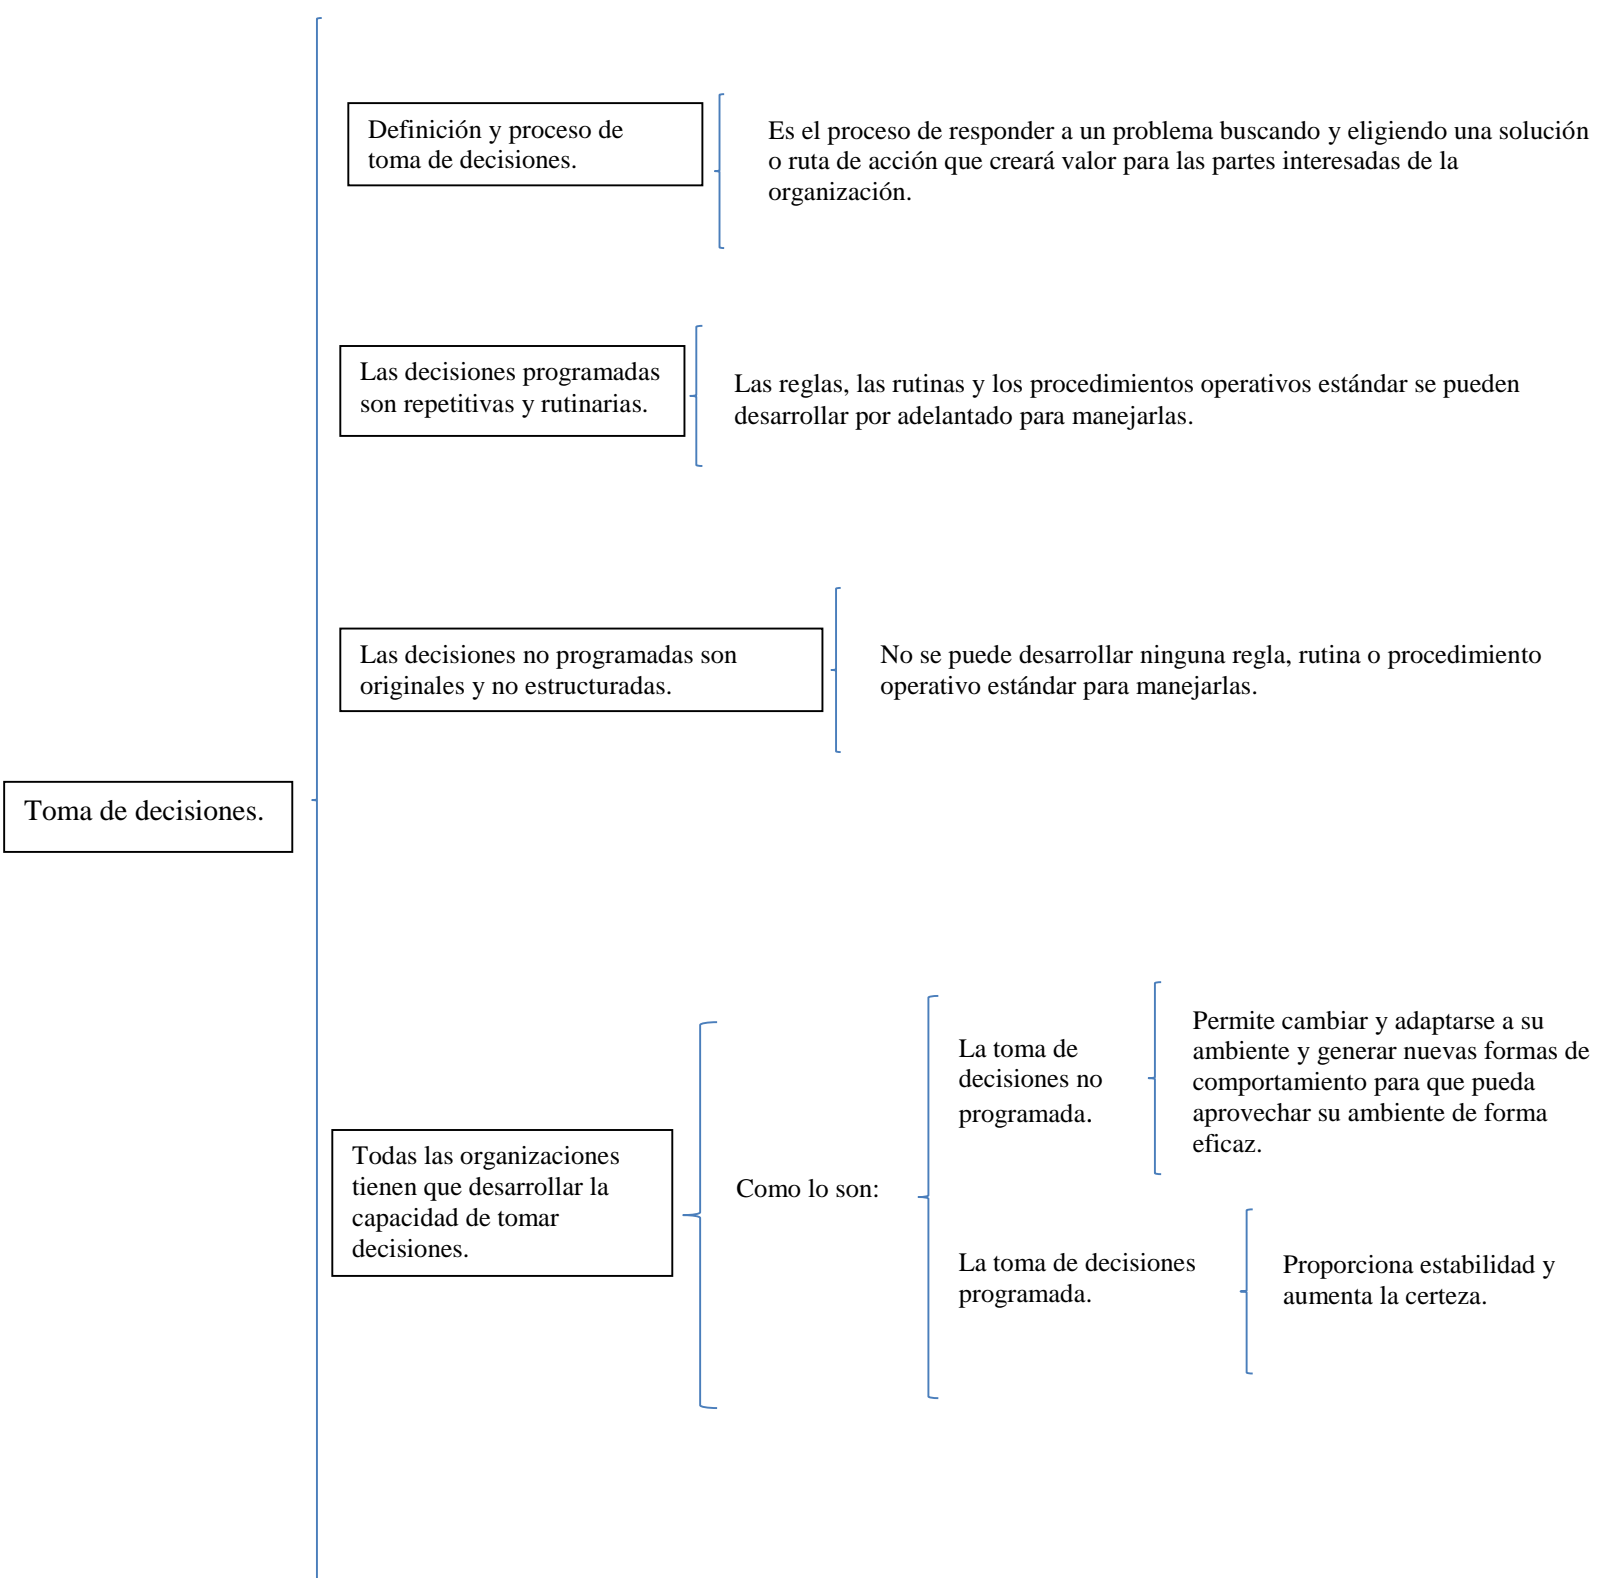 Definición y proceso de
toma de decisiones.
Es el proceso de responder a un problema buscando y eligiendo una solución
o ruta de acción que creará valor para las partes interesadas de la
organización.
Las decisiones programadas
son repetitivas y rutinarias.
Las reglas, las rutinas y los procedimientos operativos estándar se pueden
desarrollar por adelantado para manejarlas.
Las decisiones no programadas son
originales y no estructuradas.
No se puede desarrollar ninguna regla, rutina o procedimiento
operativo estándar para manejarlas.
Toma de decisiones.
Todas las organizaciones
tienen que desarrollar la
capacidad de tomar
decisiones.
Como lo son:
La toma de
decisiones no
programada.
Permite cambiar y adaptarse a su
ambiente y generar nuevas formas de
comportamiento para que pueda
aprovechar su ambiente de forma
eficaz.
La toma de decisiones
programada.
Proporciona estabilidad y
aumenta la certeza.